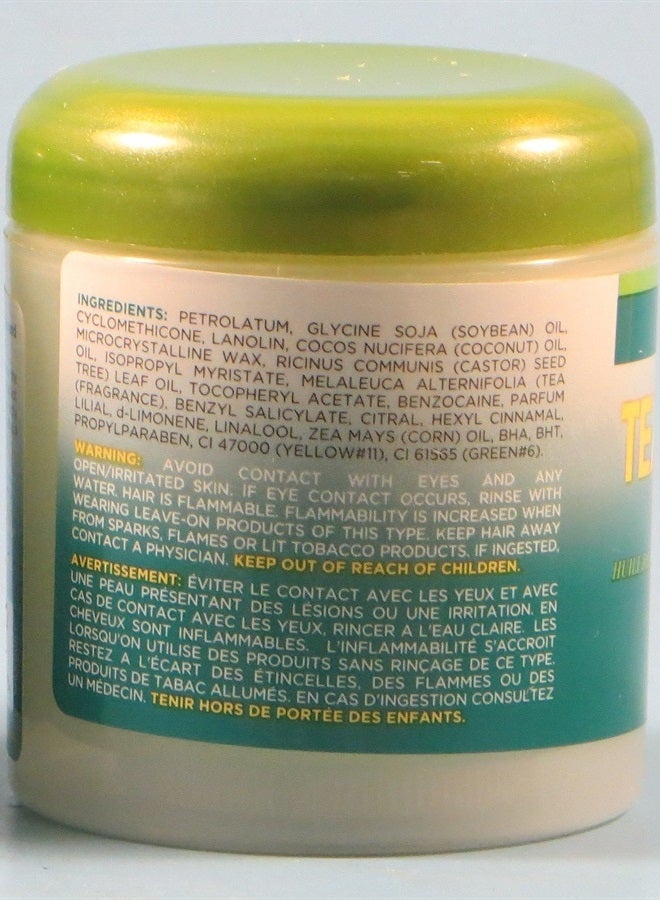 INGREDIENTS: PETROLATUM, GLYCINE SOJA (SOYBEAN) OIL,
CYCLOMETHICONE, LANOLIN, COCOS NUCIFERA (COCONUT) OIL,
MICROCRYSTALLINE WAX, RICINUS COMMUNIS (CASTOR) SEED
OIL, ISOPROPYL MYRISTATE, MELALEUCA ALTERNIFOLIA (TEA
TREE) LEAF OIL, TOCOPHERYL ACETATE, BENZOCAINE, PARFUM
(FRAGRANCE), BENZYL SALICYLATE, CITRAL, HEXYL CINNAMAL,
LILIAL, d-LIMONENE, LINALOOL, ZEA MAYS (CORN) OIL, BHA, BHT,
PROPYLPARABEN, CI 47000 (YELLOW#11), CI 61565 (GREEN#6).
WARNING: AVOID CONTACT WITH EYES AND ANY
OPEN/IRRITATED SKIN. IF EYE CONTACT OCCURS, RINSE WITH
WATER. HAIR IS FLAMMABLE. FLAMMABILITY IS INCREASED WHEN
WEARING LEAVE-ON PRODUCTS OF THIS TYPE. KEEP HAIR AWAY
FROM SPARKS, FLAMES OR LIT TOBACCO PRODUCTS. IF INGESTED,
CONTACT A PHYSICIAN. KEEP OUT OF REACH OF CHILDREN.
AVERTISSEMENT: ÉVITER LE CONTACT AVEC LES YEUX ET AVEC
UNE PEAU PRÉSENTANT DES LÉSIONS OU UNE IRRITATION. EN
CAS DE CONTACT AVEC LES YEUX, RINCER A L'EAU CLAIRE. LES
CHEVEUX SONT INFLAMMABLES. L'INFLAMMABILITÉ S'ACCROIT
LORSQU'ON UTILISE DES PRODUITS SANS RINÇAGE DE CE TYPE.
RESTEZ A L'ÉCART DES ÉTINCELLES, DES FLAMMES OU DES
PRODUITS DE TABAC ALLUMÉS. EN CAS D'INGESTION CONSULTEZ
UN MÉDECIN. TENIR HORS DE PORTÉE DES ENFANTS.
TE